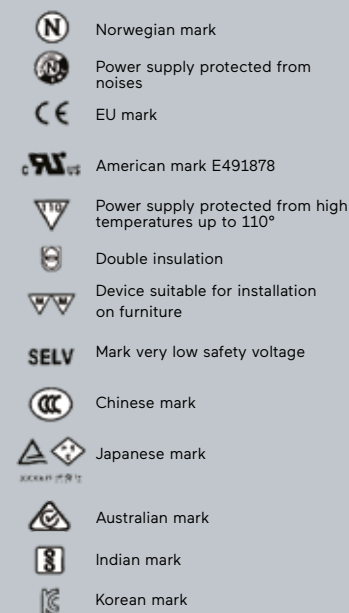 N Norwegian mark
N Power supply protected from
noises
CE EU mark
c RU us American mark E491878
110 Power supply protected from high
temperatures up to 110°
Double insulation
M M Device suitable for installation
on furniture
SELV Mark very low safety voltage
CCC Chinese mark
Japanese mark
Australian mark
Indian mark
Korean mark